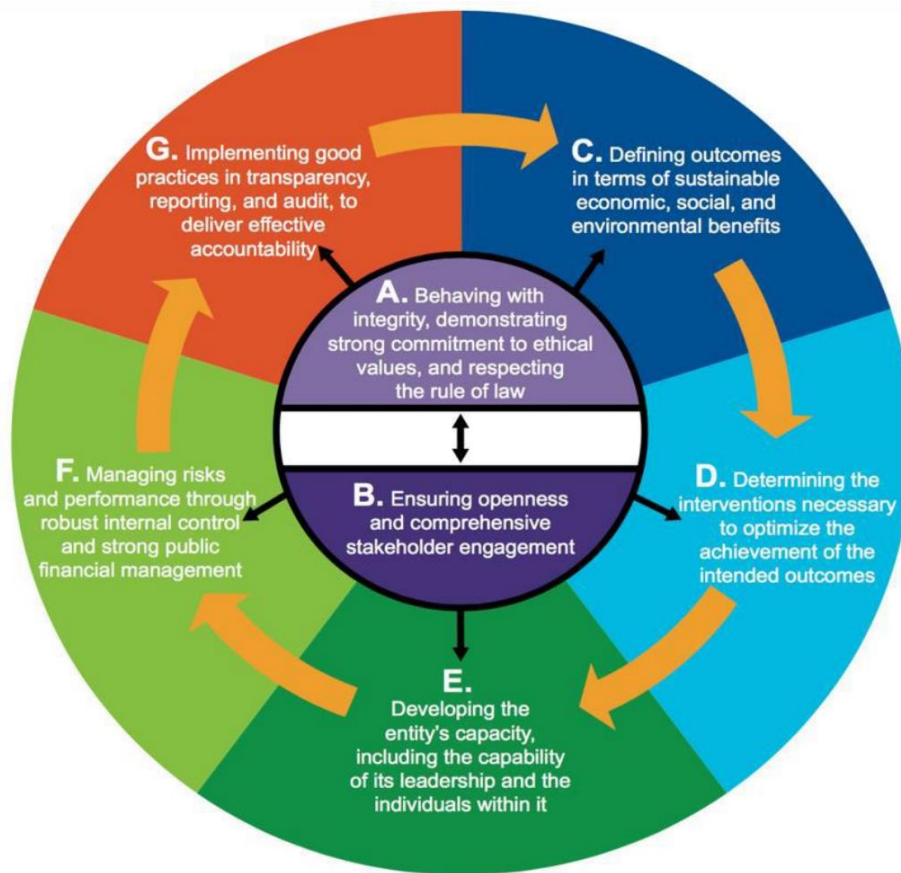 A. Behaving with
integrity, demonstrating
strong commitment to ethical
values, and respecting
the rule of law
B. Ensuring openness
and comprehensive
stakeholder engagement
C. Defining outcomes
in terms of sustainable
economic, social, and
environmental benefits
D. Determining the
interventions necessary
to optimize the
achievement of the
intended outcomes
E.
Developing the
entity's capacity,
including the capability
of its leadership and the
individuals within it
F. Managing risks
and performance through
robust internal control
and strong public
financial management
G. Implementing good
practices in transparency,
reporting, and audit, to
deliver effective
accountability